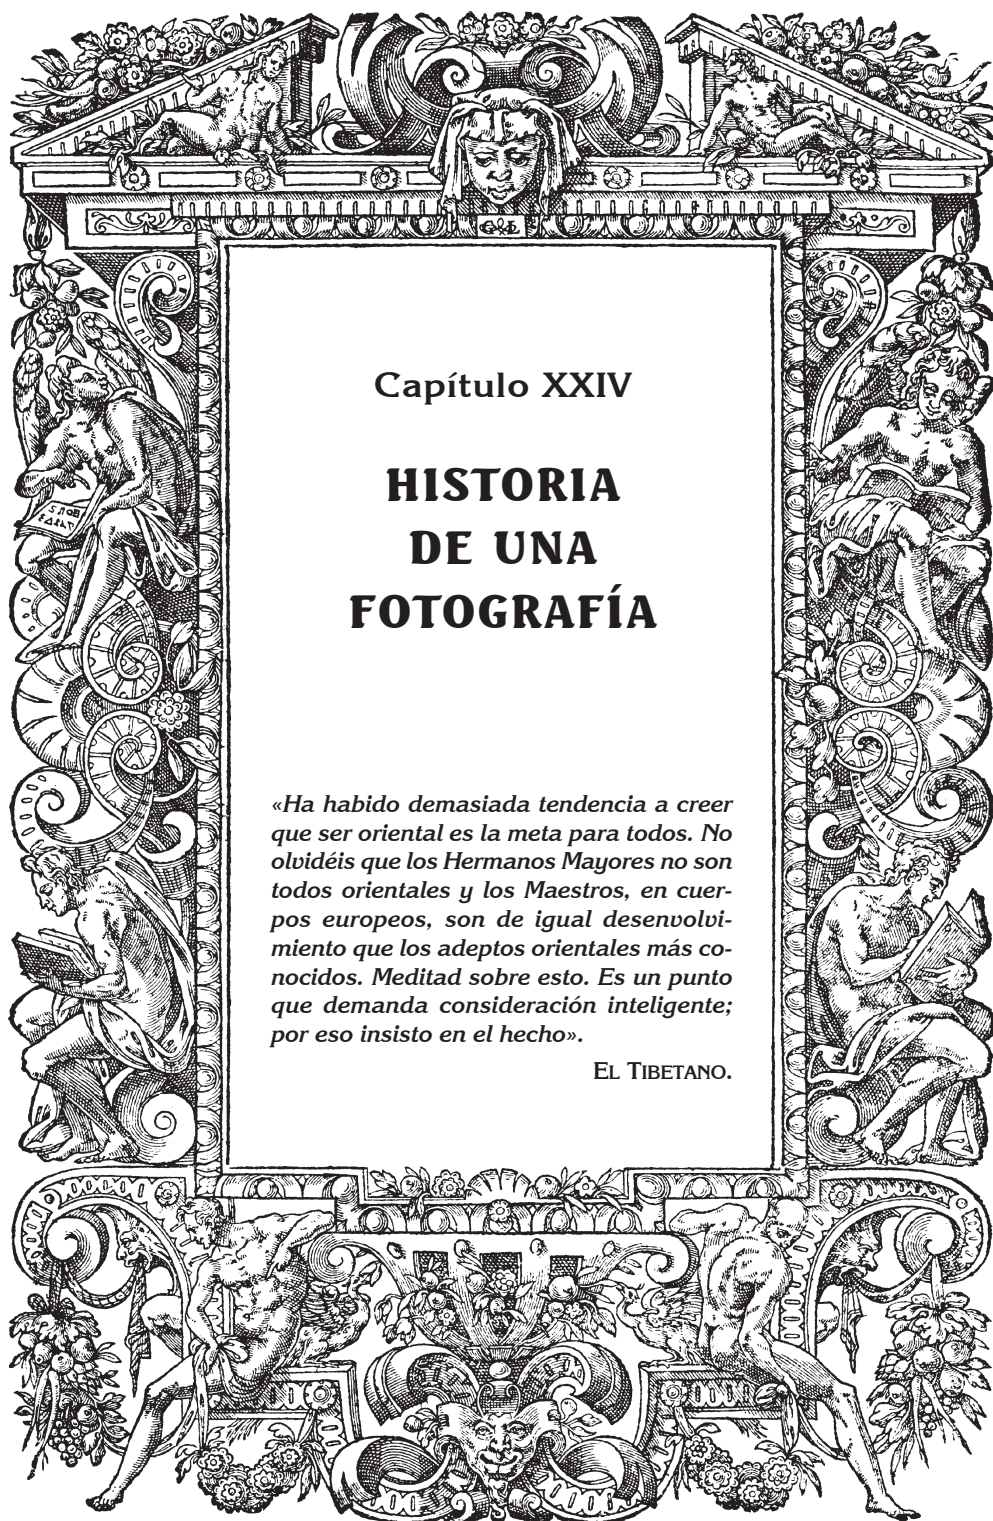 Capítulo XXIV
HISTORIA
DE UNA
FOTOGRAFÍA
«Ha habido demasiada tendencia a creer
que ser oriental es la meta para todos. No
olvidéis que los Hermanos Mayores no son
todos orientales y los Maestros, en cuer-
pos europeos, son de igual desenvolvi-
miento que los adeptos orientales más co-
nocidos. Meditad sobre esto. Es un punto
que demanda consideración inteligente;
por eso insisto en el hecho».
EL TIBETANO.